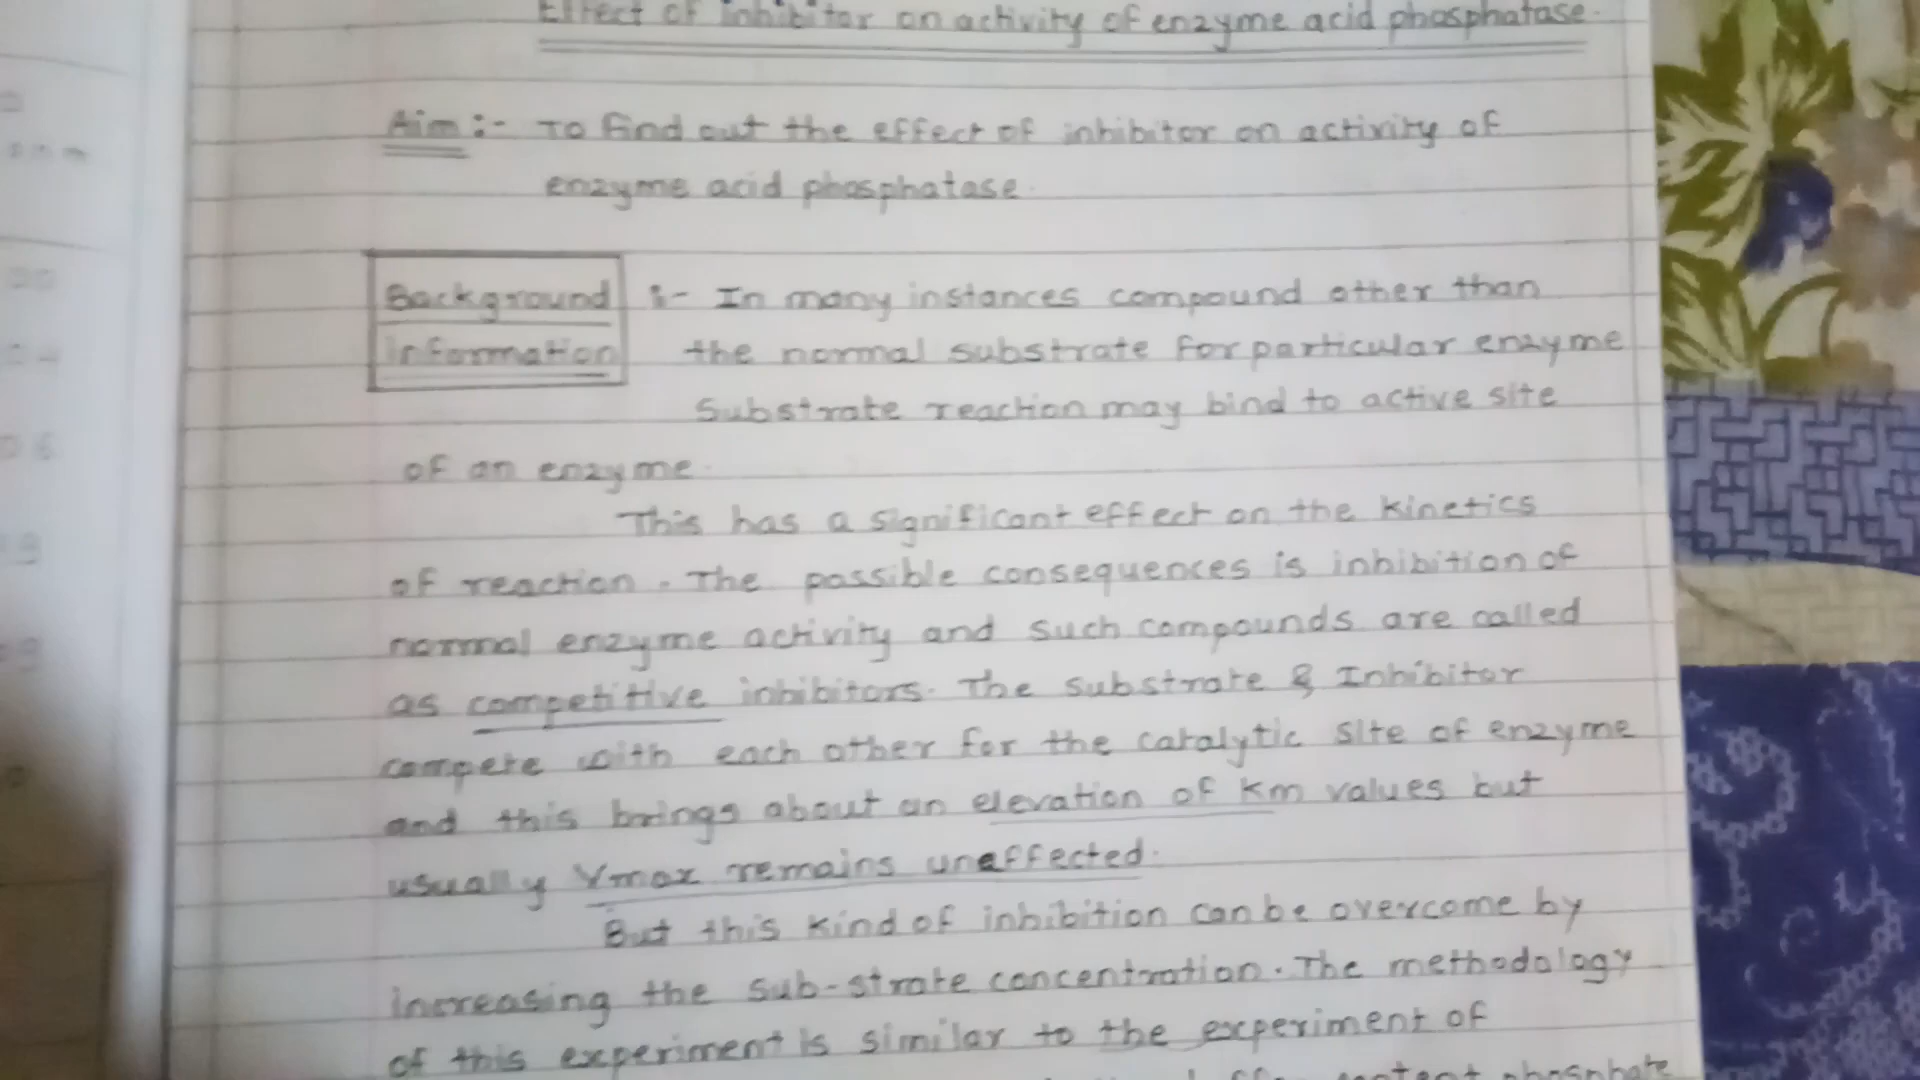 Effect of inhibitor on activity of enzyme acid phosphatase.
Aim :- To find out the effect of inhibitor on activity of
enzyme acid phosphatase.
Background :- In many instances compound other than
information the normal substrate for particular enzyme
substrate reaction may bind to active site
of an enzyme.
This has a significant effect on the kinetics
of reaction. The possible consequences is inhibition of
normal enzyme activity and such compounds are called
as competitive inhibitors. The substrate & Inhibitor
compete with each other for the catalytic site of enzyme
and this brings about an elevation of Km values but
usually Vmax remains unaffected.
But this kind of inhibition can be overcome by
increasing the sub-strate concentration. The methodology
of this experiment is similar to the experiment of
phosphate